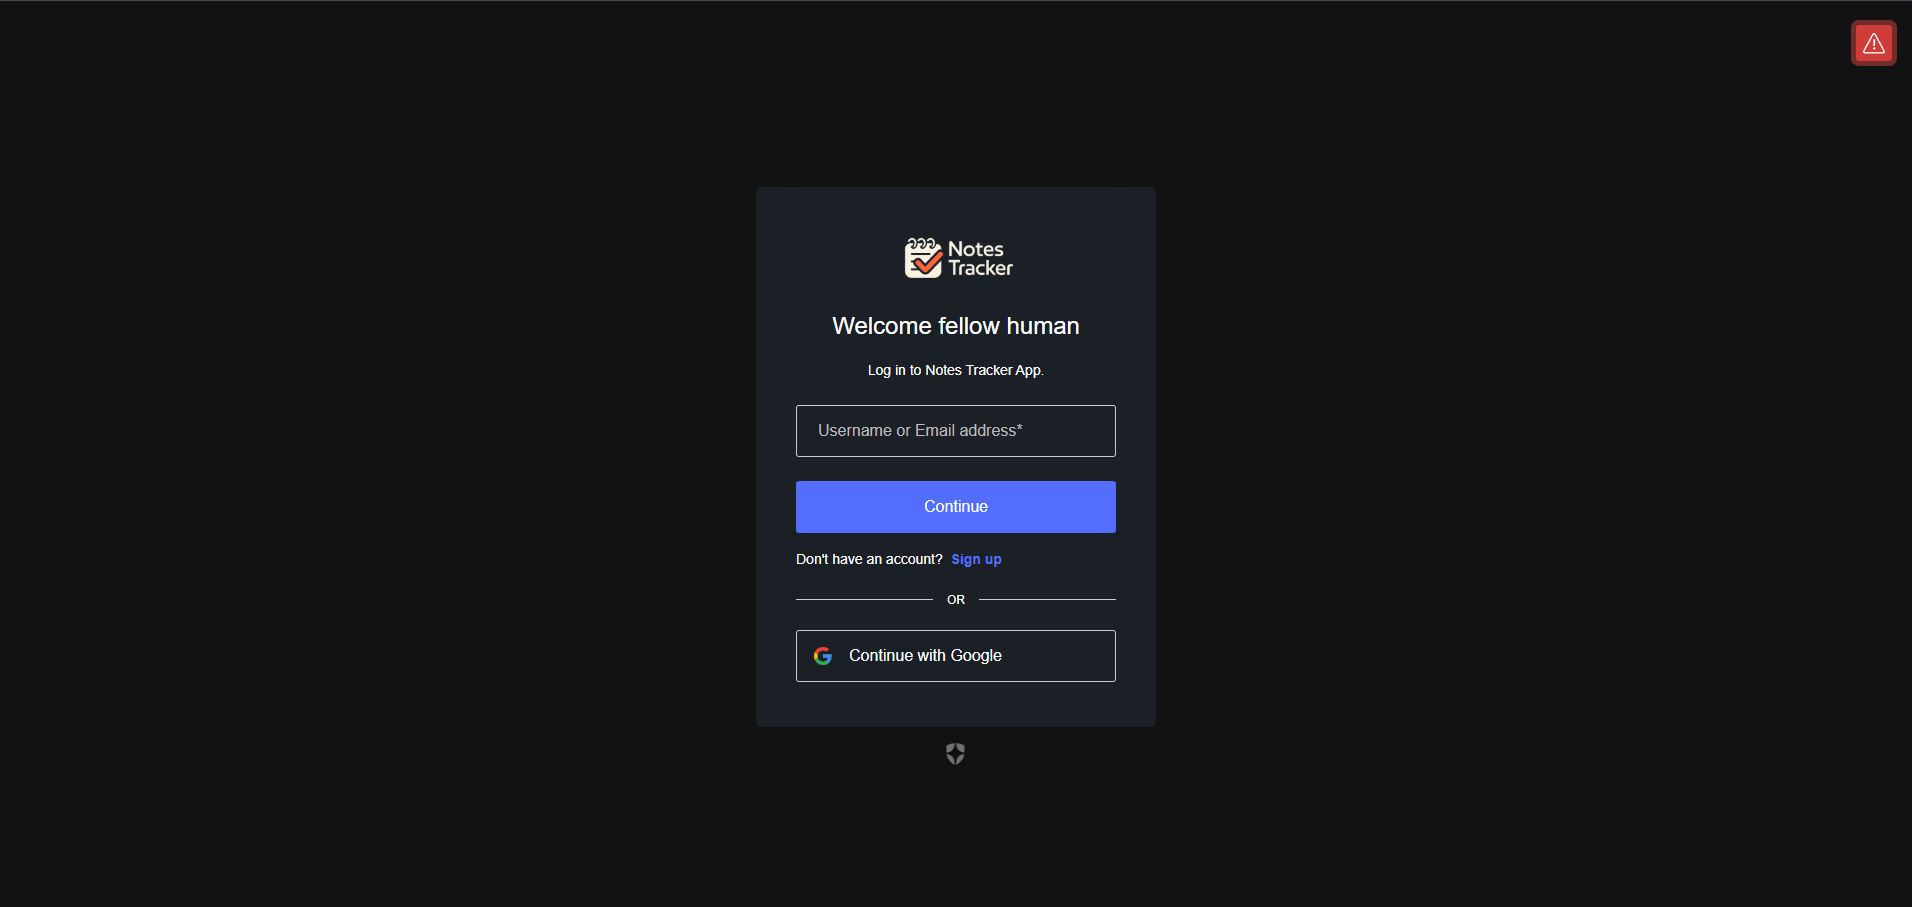 Notes
Tracker
Welcome fellow human
Log in to Notes Tracker App.
Username or Email address*
Continue
Don't have an account? Sign up
OR
Continue with Google